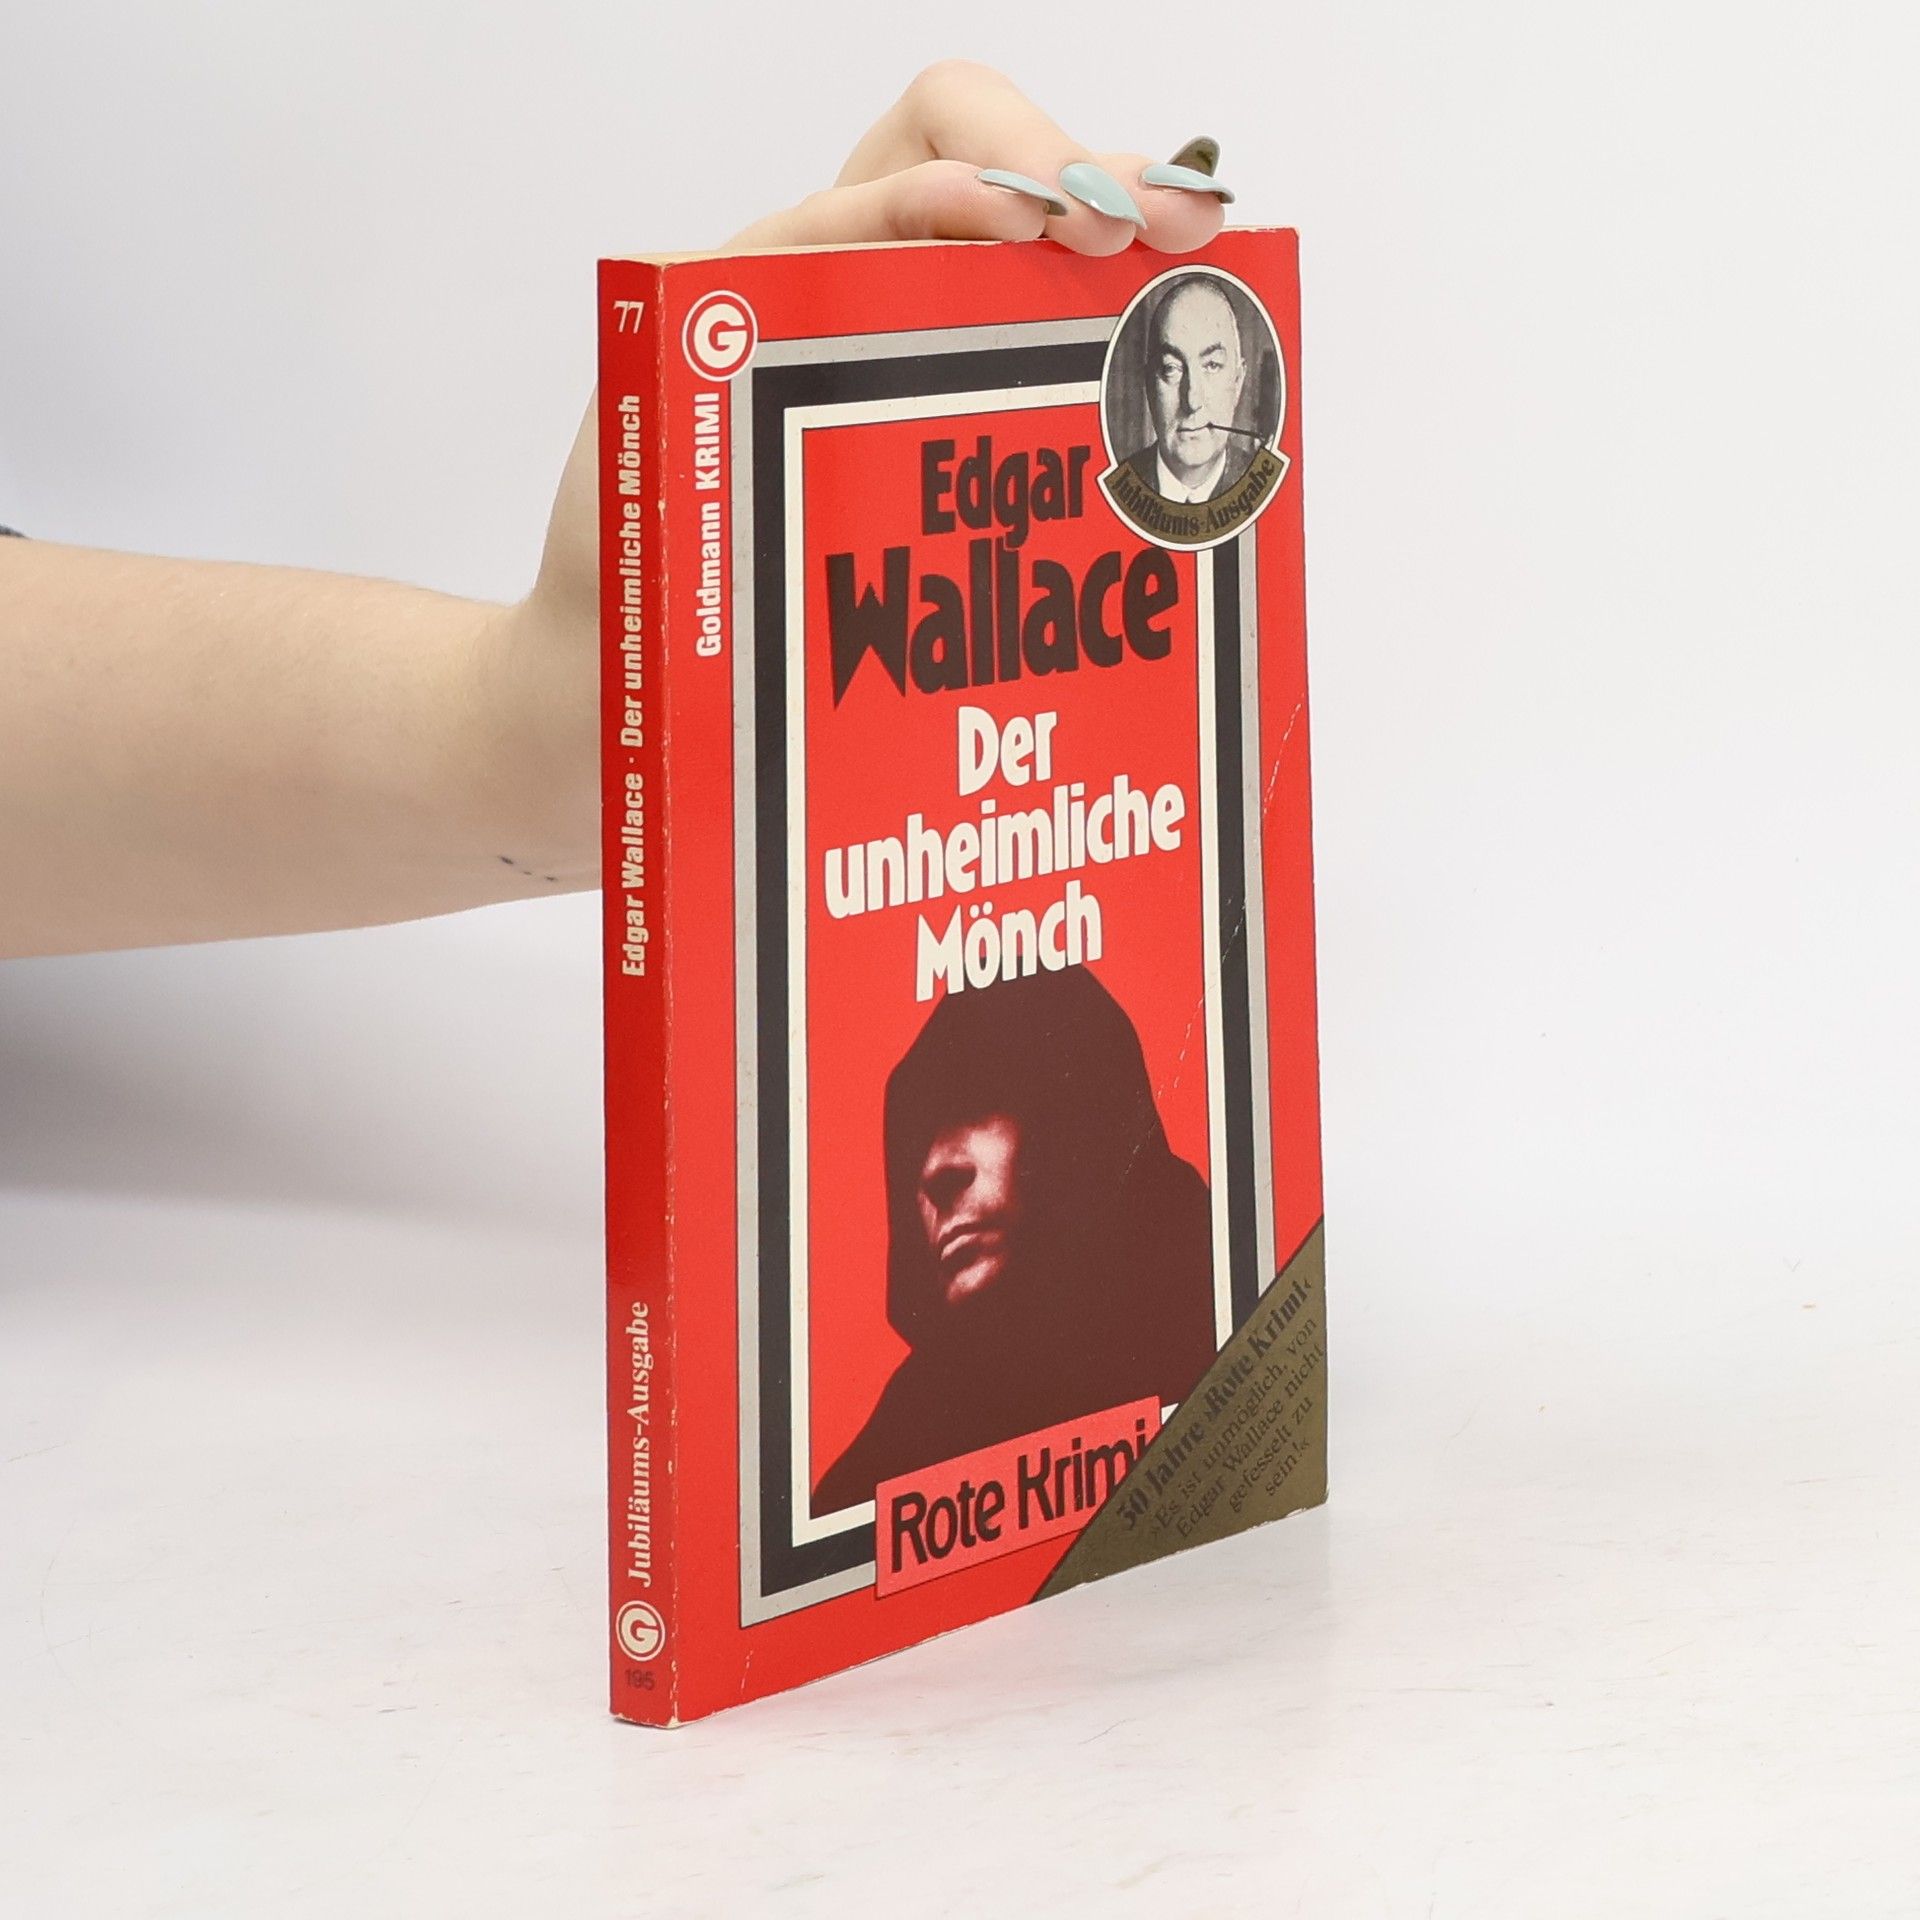 77
Edgar Wallace · Der unheimliche Mönch
Jubiläums-Ausgabe
G
195
G
Goldmann KRIMI
Jubiläums-Ausgabe
Edgar
Wallace
Der
unheimliche
Mönch
Rote Krimi
30 Jahre ›Rote Krimi‹
»Es ist unmöglich, von
Edgar Wallace nicht
gefesselt zu
sein!«